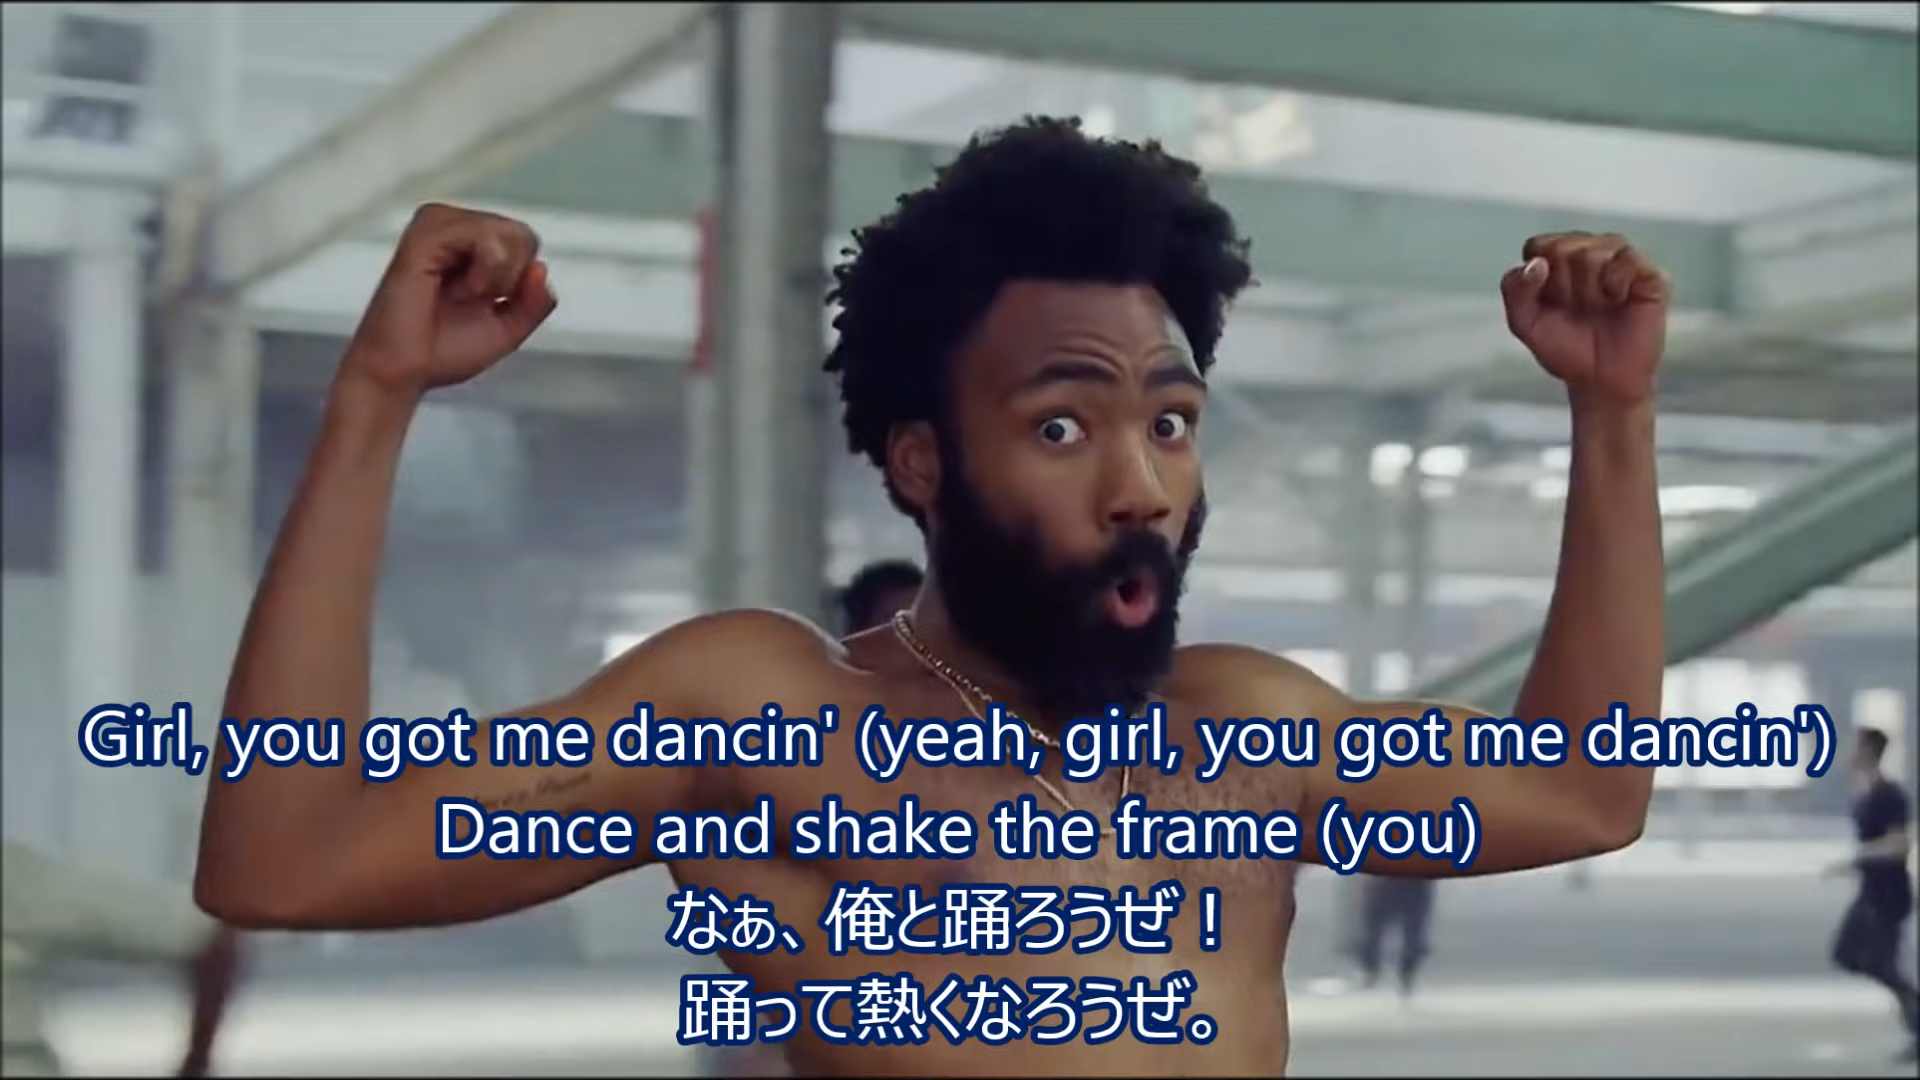 Girl, you got me dancin' (yeah, girl, you got me dancin')
Dance and shake the frame (you)
なぁ、俺と踊ろうぜ！
踊って熱くなろうぜ。